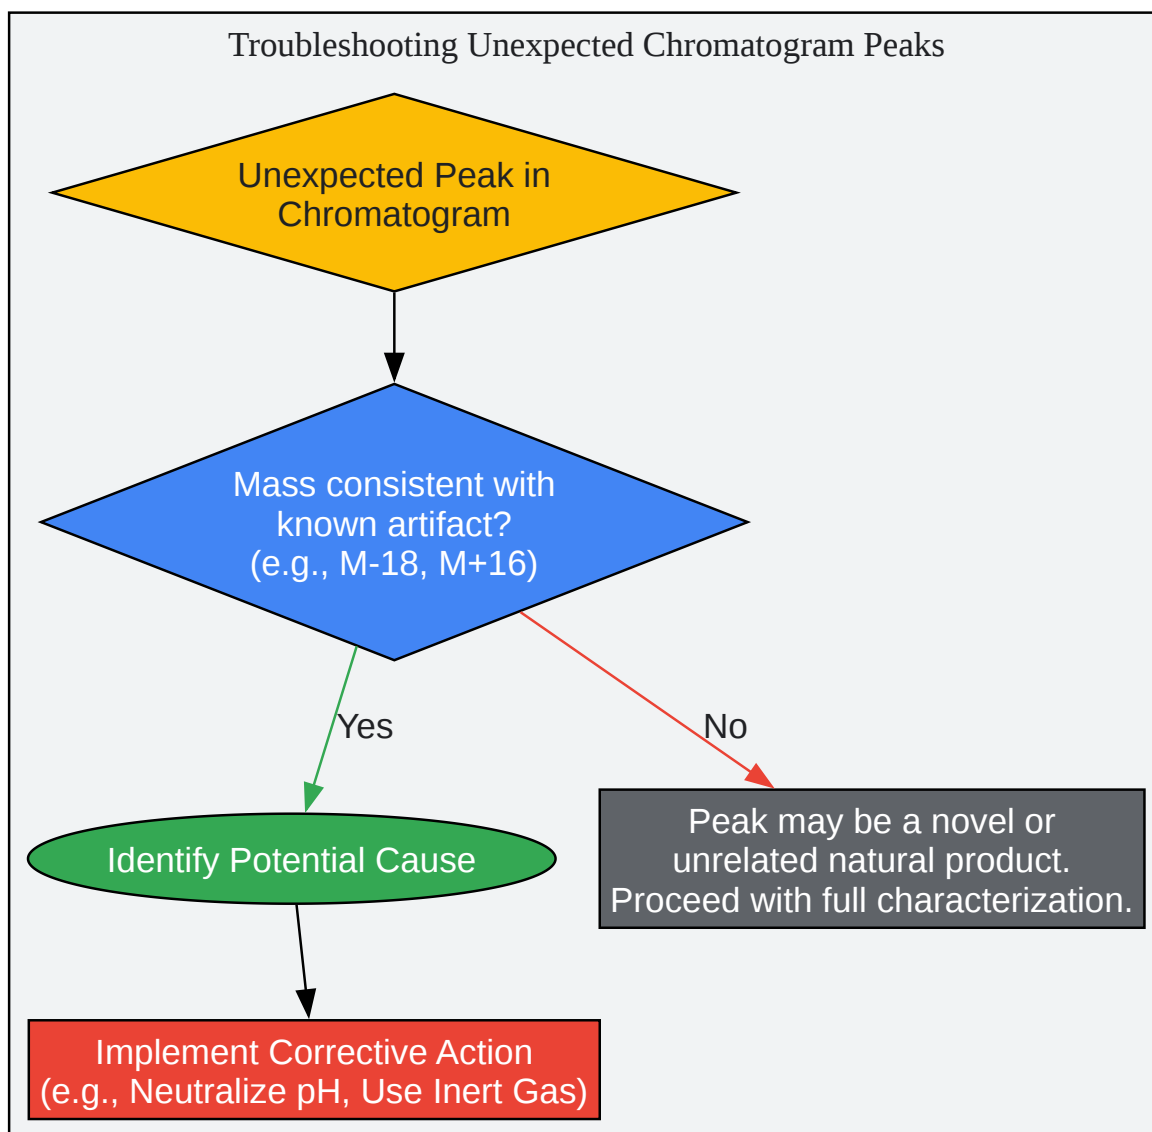 Troubleshooting Unexpected Chromatogram Peaks
Unexpected Peak in
Chromatogram
Mass consistent with
known artifact?
(e.g., M-18, M+16)
Yes
No
Identify Potential Cause
Peak may be a novel or
unrelated natural product.
Proceed with full characterization.
Implement Corrective Action
(e.g., Neutralize pH, Use Inert Gas)